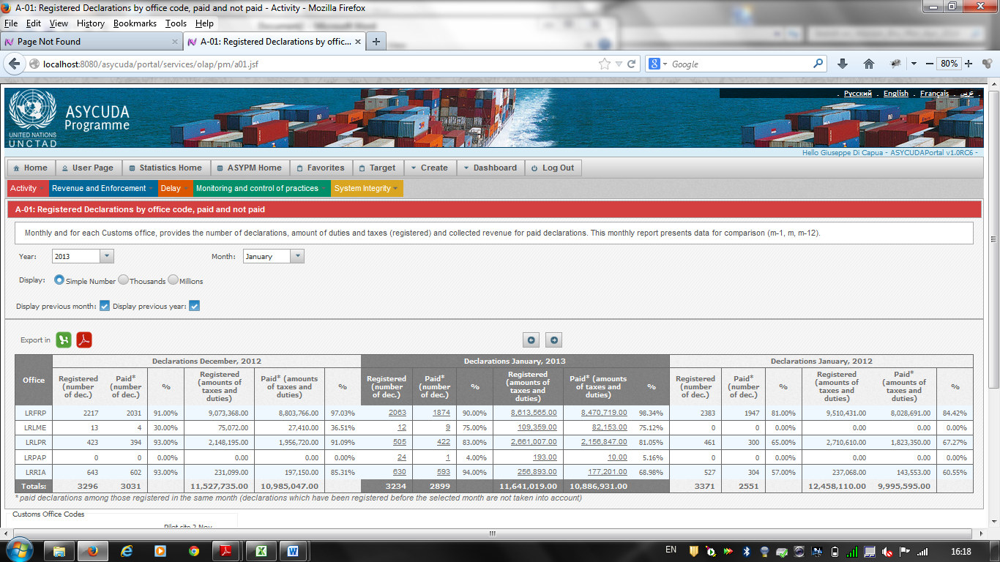 A-01: Registered Declarations by office code, paid and not paid - Activity - Mozilla Firefox
File Edit View History Bookmarks Tools Help
Page Not Found
A-01: Registered Declarations by offic...
localhost:8080/asycuda/portal/services/olap/pm/a01.jsf
Google
80%
. Русский . English . Français . عربي .
ASYCUDA
Programme
UNITED NATIONS
UNCTAD
Hello Giuseppe Di Capua - ASYCUDAPortal v1.0RC6 -
Home User Page Statistics Home ASYPM Home Favorites Target Create Dashboard Log Out
Activity Revenue and Enforcement Delay Monitoring and control of practices System Integrity
A-01: Registered Declarations by office code, paid and not paid
Monthly and for each Customs office, provides the number of declarations, amount of duties and taxes (registered) and collected revenue for paid declarations. This monthly report presents data for comparison (m-1, m, m-12).
Year: 2013 Month: January
Display: Simple Number Thousands Millions
Display previous month: Display previous year:
Export in
Office
Declarations December, 2012
Declarations January, 2013
Declarations January, 2012
Registered (number of dec.) Paid* (number of dec.) % Registered (amounts of taxes and duties) Paid* (amounts of taxes and duties) %
Registered (number of dec.) Paid* (number of dec.) % Registered (amounts of taxes and duties) Paid* (amounts of taxes and duties) %
Registered (number of dec.) Paid* (number of dec.) % Registered (amounts of taxes and duties) Paid* (amounts of taxes and duties) %
LRFRP 2217 2031 91.00% 9,073,368.00 8,803,766.00 97.03% 2063 1874 90.00% 8,613,565.00 8,470,719.00 98.34% 2383 1947 81.00% 9,510,431.00 8,028,691.00 84.42%
LRLME 13 4 30.00% 75,072.00 27,410.00 36.51% 12 9 75.00% 109,359.00 82,153.00 75.12% 0 0 0.00% 0.00 0.00 0.00%
LRLPR 423 394 93.00% 2,148,195.00 1,956,720.00 91.09% 505 422 83.00% 2,661,007.00 2,156,847.00 81.05% 461 300 65.00% 2,710,610.00 1,823,350.00 67.27%
LRPAP 0 0 0.00% 0.00 0.00 0.00% 24 1 4.00% 193.00 10.00 5.16% 0 0 0.00% 0.00 0.00 0.00%
LRRIA 643 602 93.00% 231,099.00 197,150.00 85.31% 630 593 94.00% 256,893.00 177,201.00 68.98% 527 304 57.00% 237,068.00 143,553.00 60.55%
Totals: 3296 3031 11,527,735.00 10,985,047.00 3234 2899 11,641,019.00 10,886,931.00 3371 2551 12,458,110.00 9,995,595.00
* paid declarations among those registered in the same month (declarations which have been registered before the selected month are not taken into account)
Customs Office Codes
Pilot site 2 Nov
EN 16:18